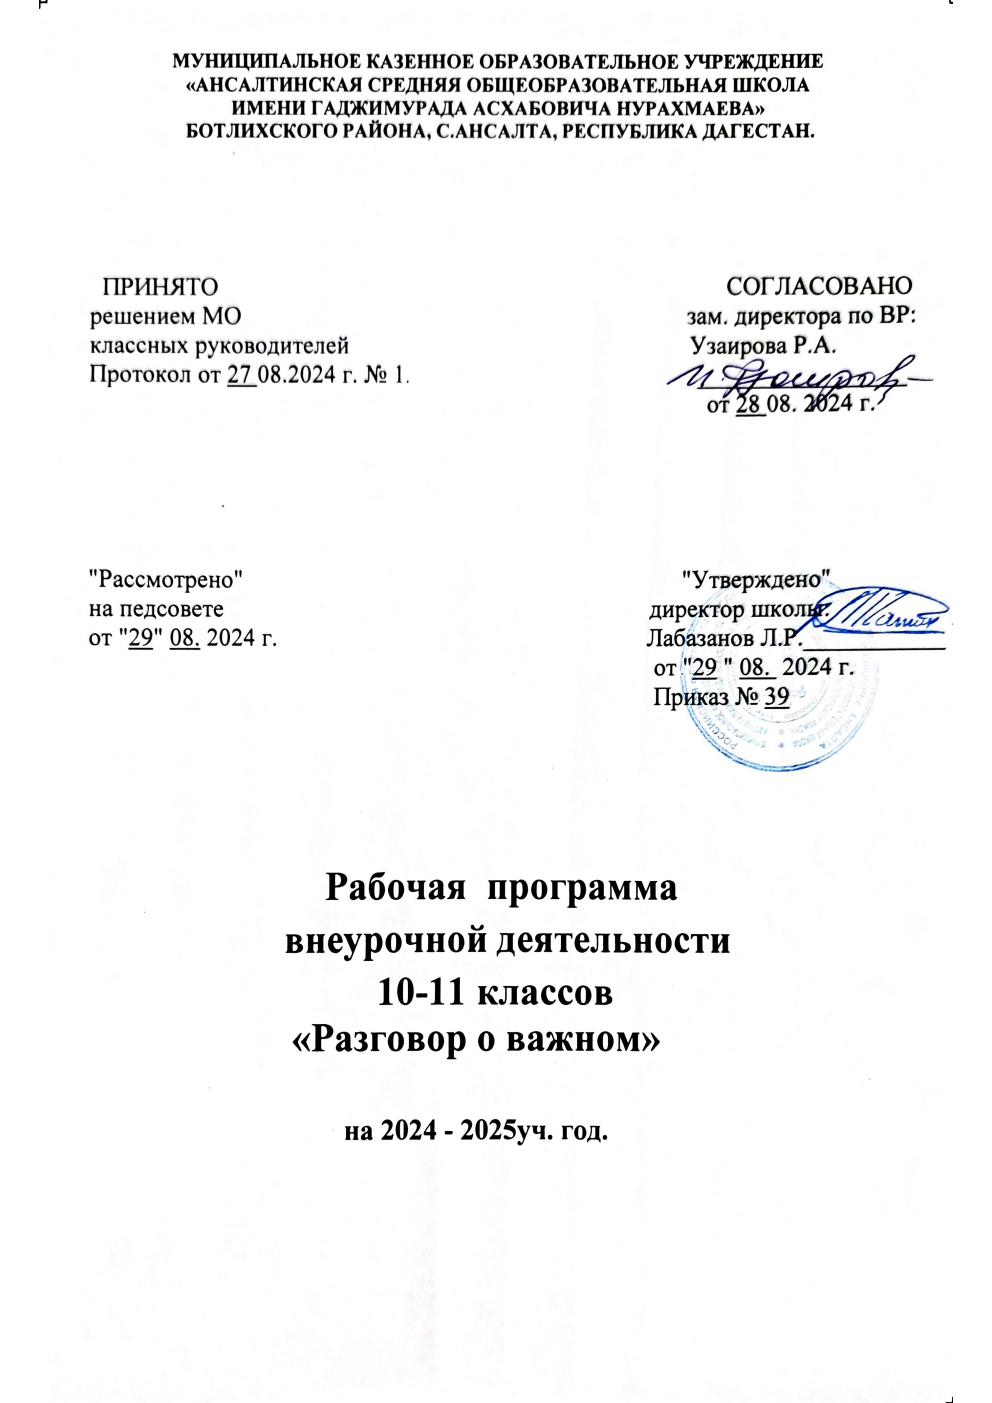 МУНИЦИПАЛЬНОЕ КАЗЕННОЕ ОБРАЗОВАТЕЛЬНОЕ УЧРЕЖДЕНИЕ
«АНСАЛТИНСКАЯ СРЕДНЯЯ ОБЩЕОБРАЗОВАТЕЛЬНАЯ ШКОЛА
ИМЕНИ ГАДЖИМУРАДА АСХАБОВИЧА НУРАХМАЕВА»
БОТЛИХСКОГО РАЙОНА, С.АНСАЛТА, РЕСПУБЛИКА ДАГЕСТАН.
ПРИНЯТО
решением МО
классных руководителей
Протокол от 27 08.2024 г. № 1.
СОГЛАСОВАНО
зам. директора по ВР:
Узаирова Р.А.
от 28 08. 2024 г.
"Рассмотрено"
на педсовете
от "29" 08. 2024 г.
"Утверждено"
директор школы:
Лабазанов Л.Р.____________
от "29 " 08. 2024 г.
Приказ № 39
Рабочая программа
внеурочной деятельности
10-11 классов
«Разговор о важном»
на 2024 - 2025уч. год.